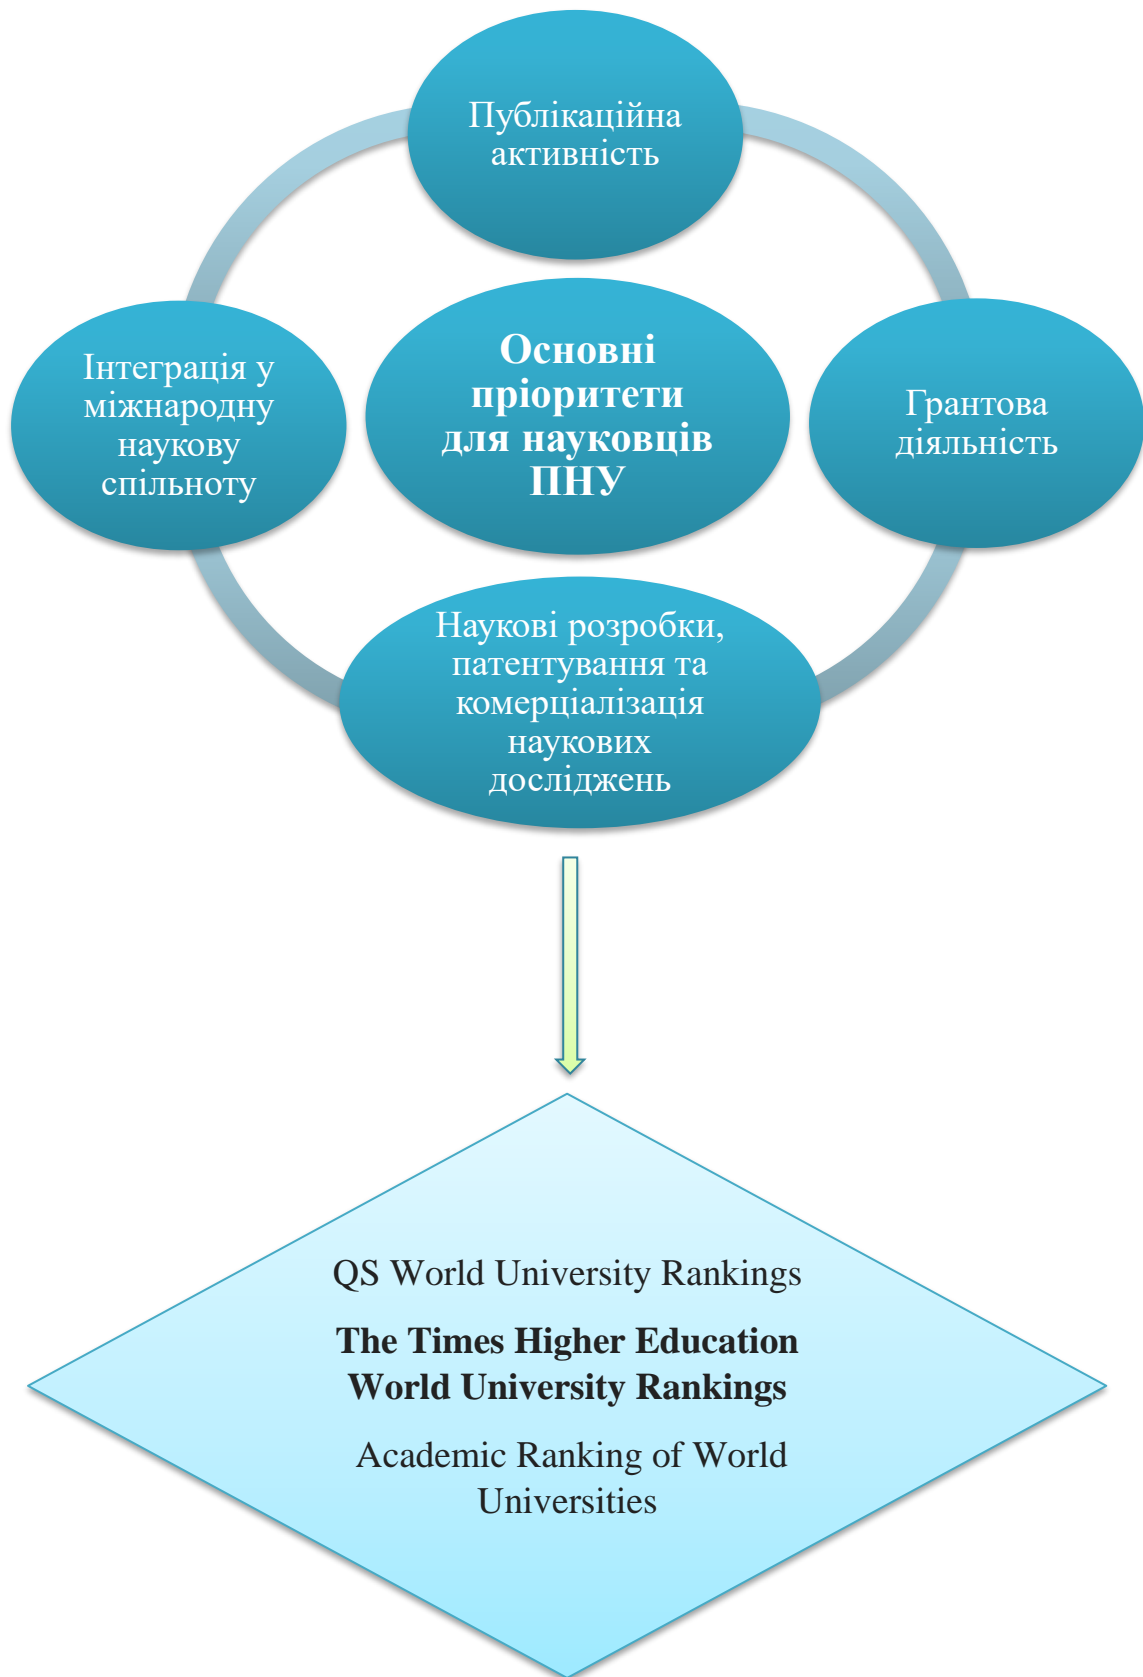 Публікаційна
активність
Інтеграція у
міжнародну
наукову
спільноту
Основні
пріоритети
для науковців
ПНУ
Грантова
діяльність
Наукові розробки,
патентування та
комерціалізація
наукових
досліджень
QS World University Rankings
The Times Higher Education
World University Rankings
Academic Ranking of World
Universities